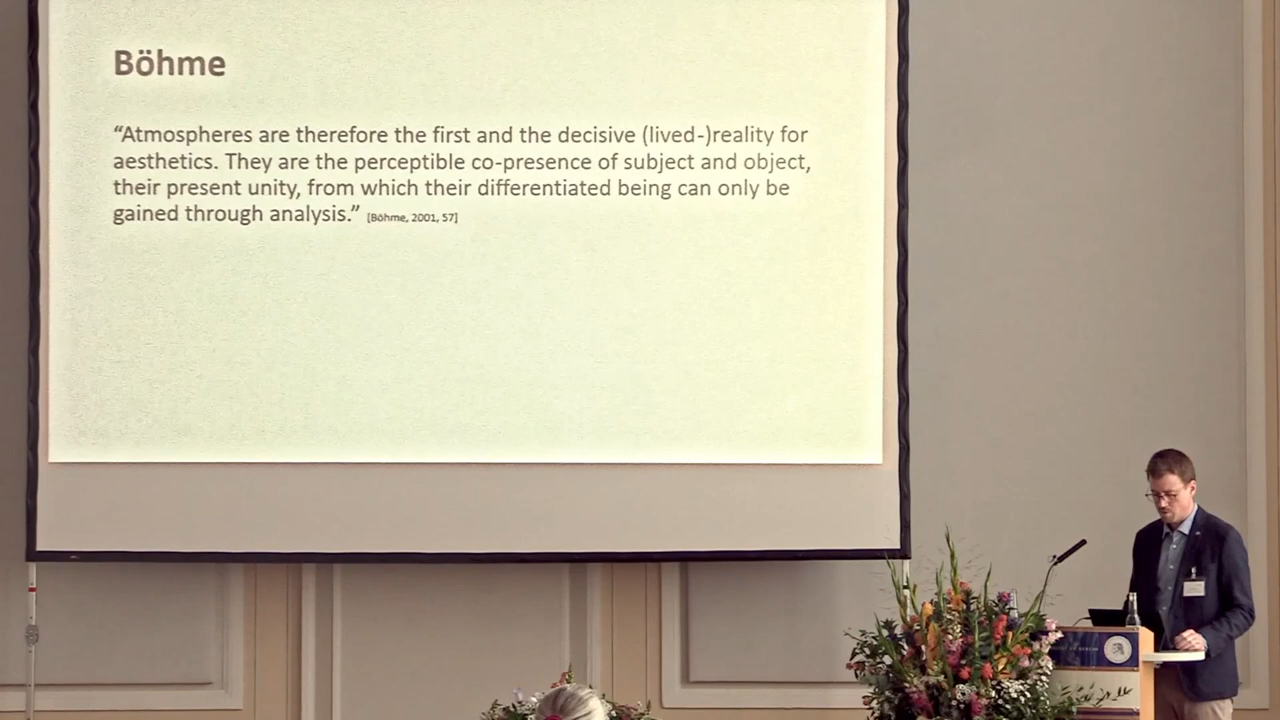 Böhme
“Atmospheres are therefore the first and the decisive (lived-)reality for
aesthetics. They are the perceptible co-presence of subject and object,
their present unity, from which their differentiated being can only be
gained through analysis.” [Böhme, 2001, 57]